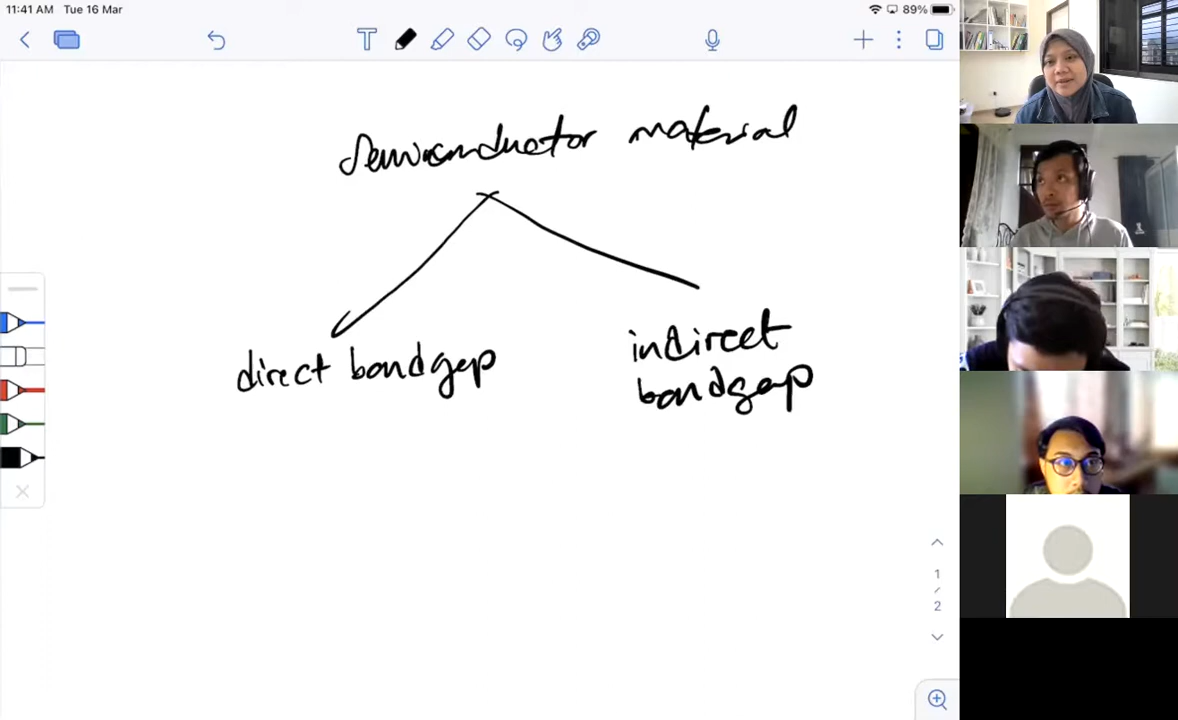 11:41 AM Tue 16 Mar
89%
T
semiconductor material
direct bandgap
indirect
bandgap
1
/
2